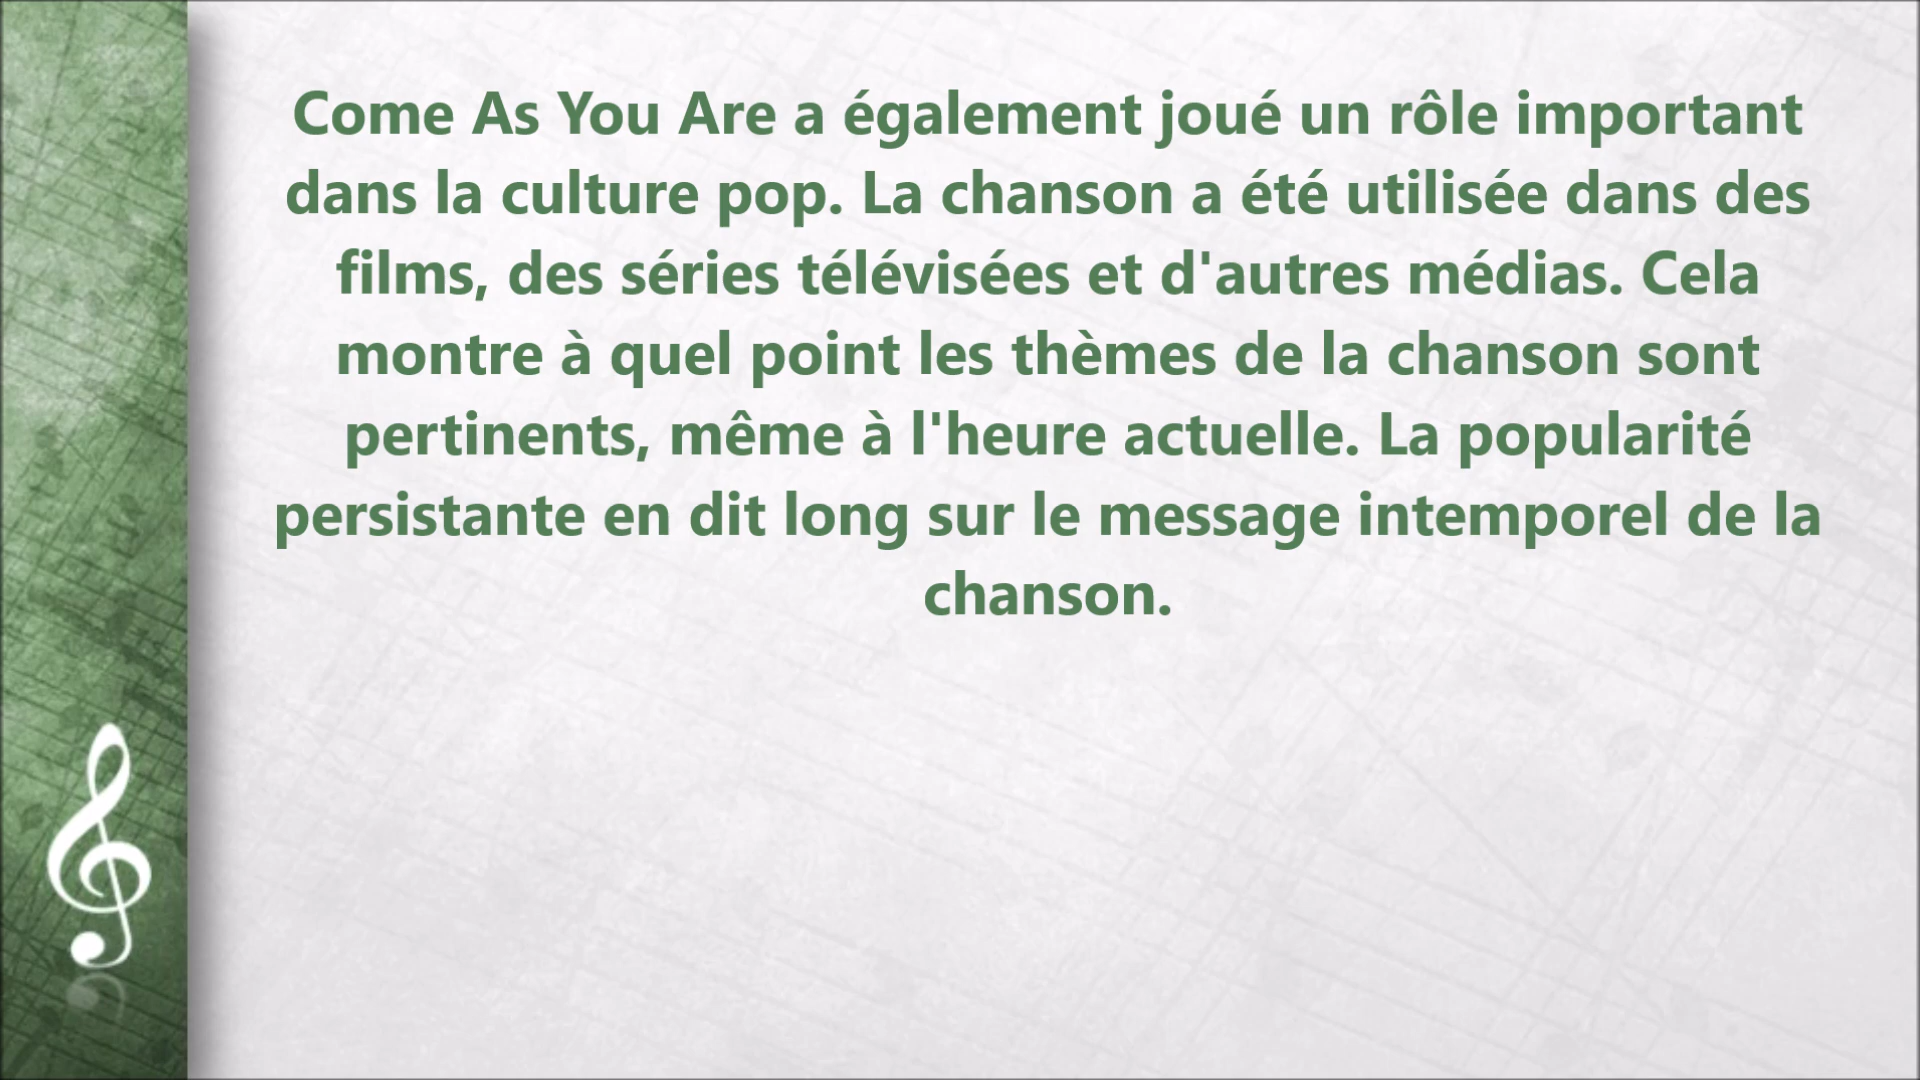 Come As You Are a également joué un rôle important
dans la culture pop. La chanson a été utilisée dans des
films, des séries télévisées et d'autres médias. Cela
montre à quel point les thèmes de la chanson sont
pertinents, même à l'heure actuelle. La popularité
persistante en dit long sur le message intemporel de la
chanson.